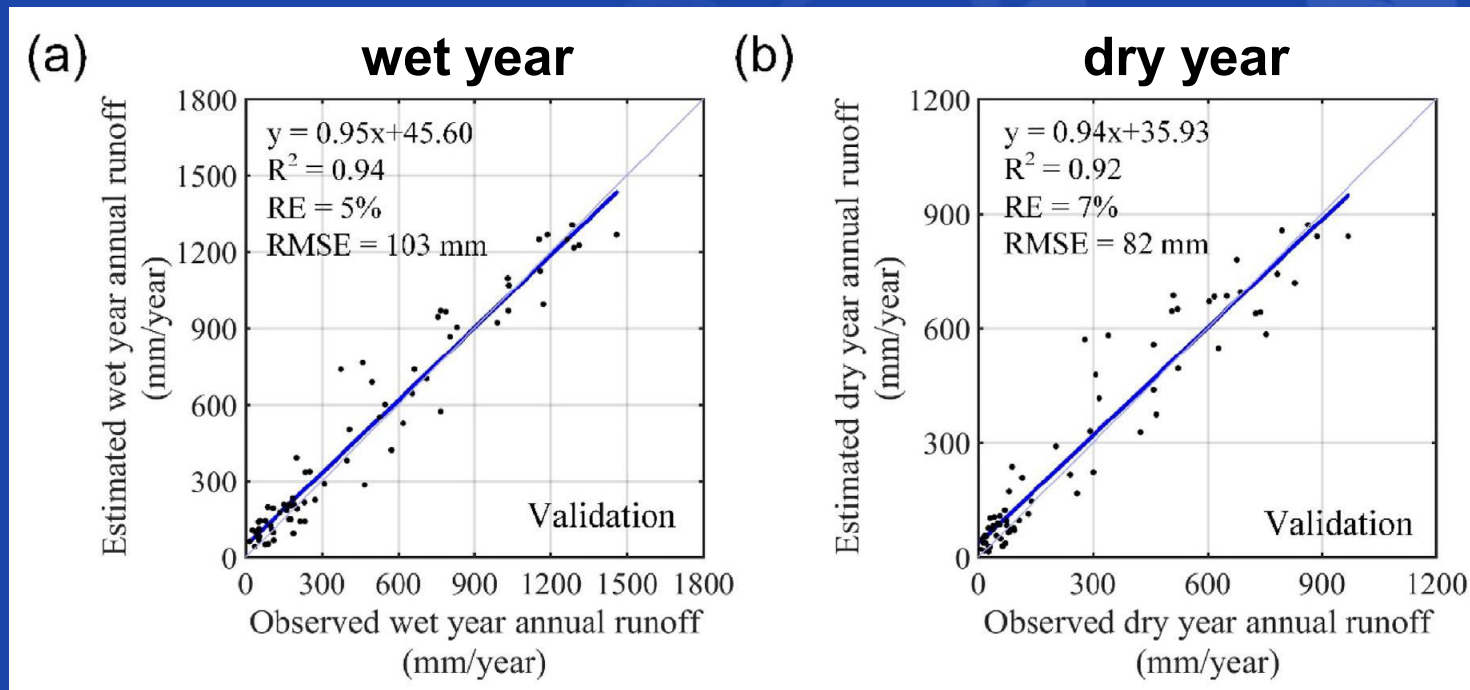 (a)
wet year
Estimated wet year annual runoff
(mm/year)
1800
1500
1200
900
600
300
0
y = 0.95x+45.60
R² = 0.94
RE = 5%
RMSE = 103 mm
Validation
0 300 600 900 1200 1500 1800
Observed wet year annual runoff
(mm/year)
(b)
dry year
Estimated dry year annual runoff
(mm/year)
1200
900
600
300
0
y = 0.94x+35.93
R² = 0.92
RE = 7%
RMSE = 82 mm
Validation
0 300 600 900 1200
Observed dry year annual runoff
(mm/year)